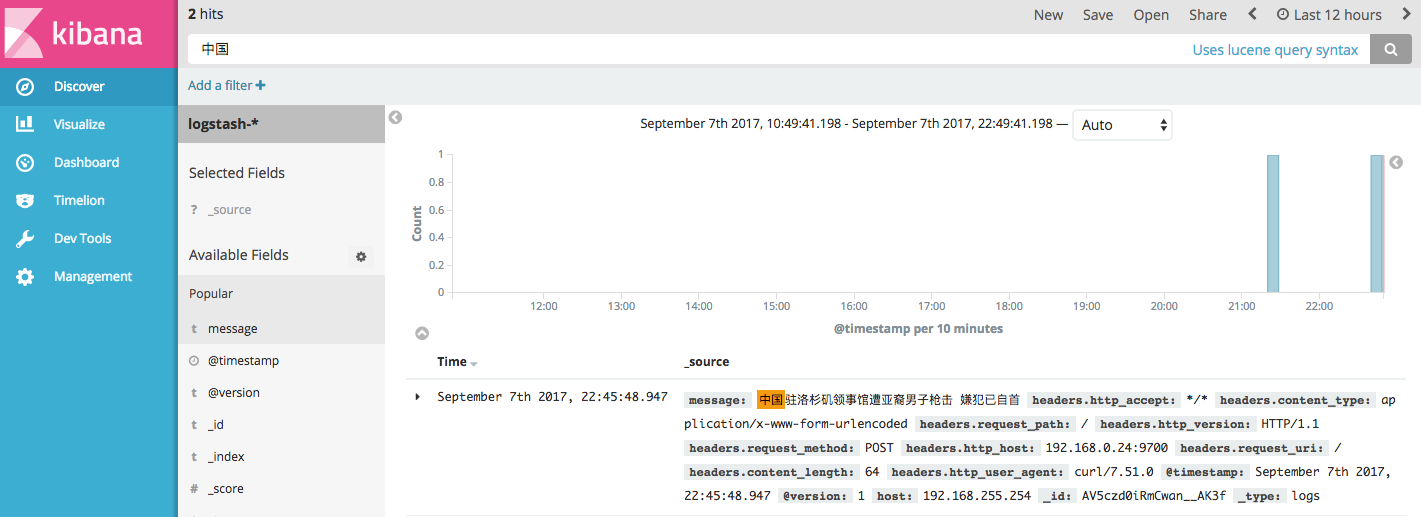 kibana
Discover
Visualize
Dashboard
Timelion
Dev Tools
Management
2 hits
New Save Open Share Last 12 hours
中国
Uses lucene query syntax
Add a filter +
logstash-*
Selected Fields
? _source
Available Fields
Popular
t message
@timestamp
t @version
t _id
t _index
# _score
September 7th 2017, 10:49:41.198 - September 7th 2017, 22:49:41.198 — Auto
Count
1
0.8
0.6
0.4
0.2
0
12:00 13:00 14:00 15:00 16:00 17:00 18:00 19:00 20:00 21:00 22:00
@timestamp per 10 minutes
Time _source
September 7th 2017, 22:45:48.947
message: 中国驻洛杉矶领事馆遭亚裔男子枪击 嫌犯已自首 headers.http_accept: */* headers.content_type: ap
plication/x-www-form-urlencoded headers.request_path: / headers.http_version: HTTP/1.1
headers.request_method: POST headers.http_host: 192.168.0.24:9700 headers.request_uri: /
headers.content_length: 64 headers.http_user_agent: curl/7.51.0 @timestamp: September 7th 2017,
22:45:48.947 @version: 1 host: 192.168.255.254 _id: AV5czd0iRmCwan__AK3f _type: logs